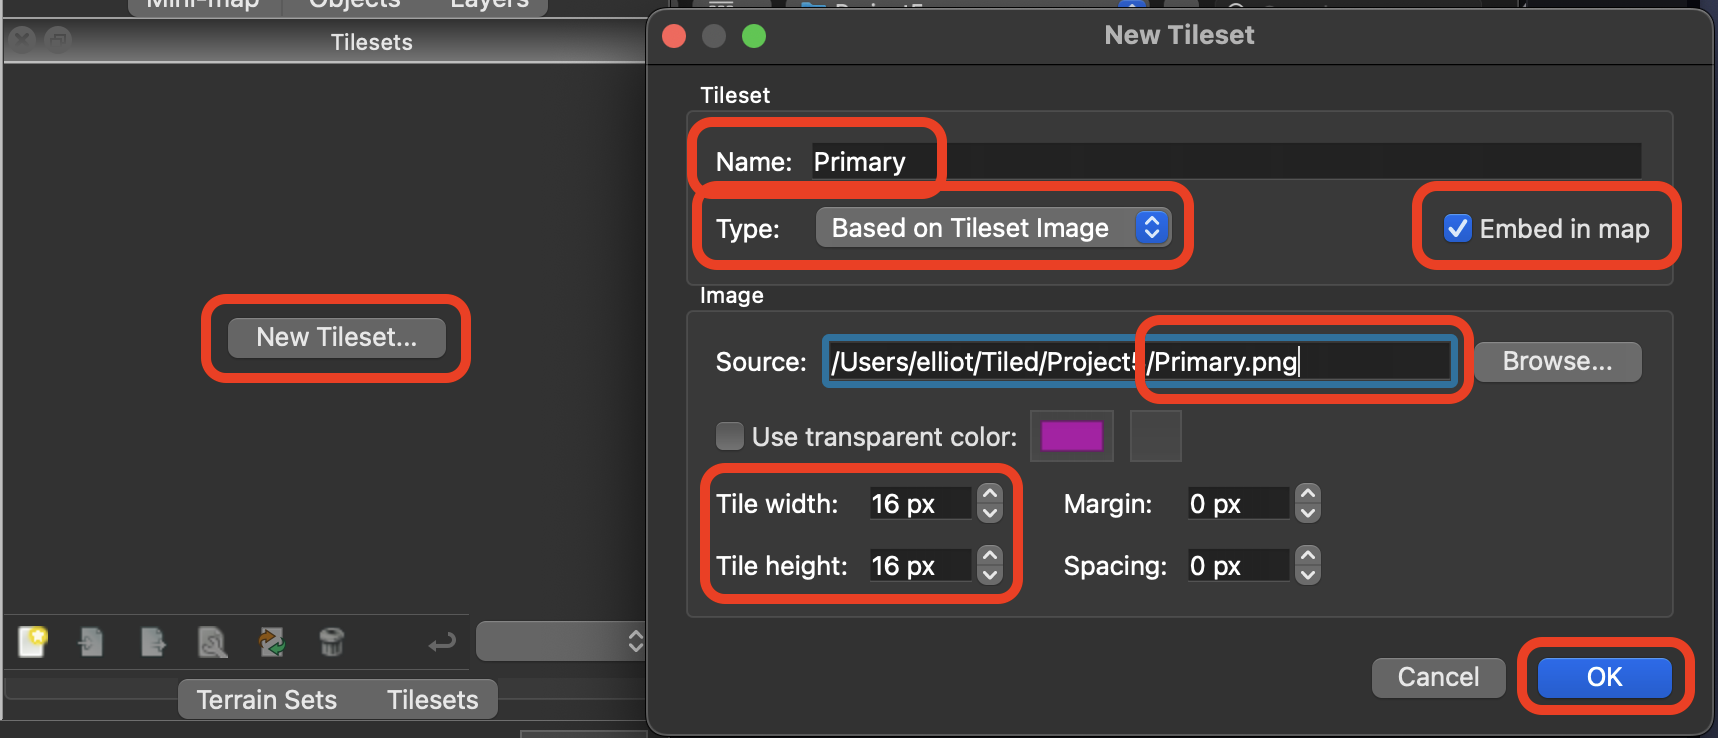 Mini-map Objects Layers
Tilesets
New Tileset...
Terrain Sets Tilesets
New Tileset
Tileset
Name: Primary
Type: Based on Tileset Image Embed in map
Image
Source: /Users/elliot/Tiled/Project5/Primary.png Browse...
Use transparent color:
Tile width: 16 px Margin: 0 px
Tile height: 16 px Spacing: 0 px
Cancel OK